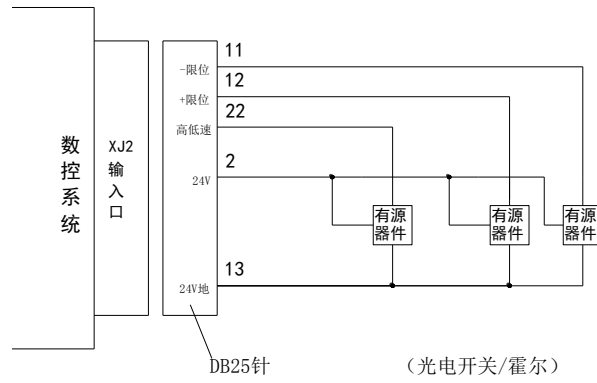 数控系统
XJ2
输入口
11
-限位
12
+限位
22
高低速
2
24V
有源
器件
有源
器件
有源
器件
13
24V地
DB25针
（光电开关/霍尔）